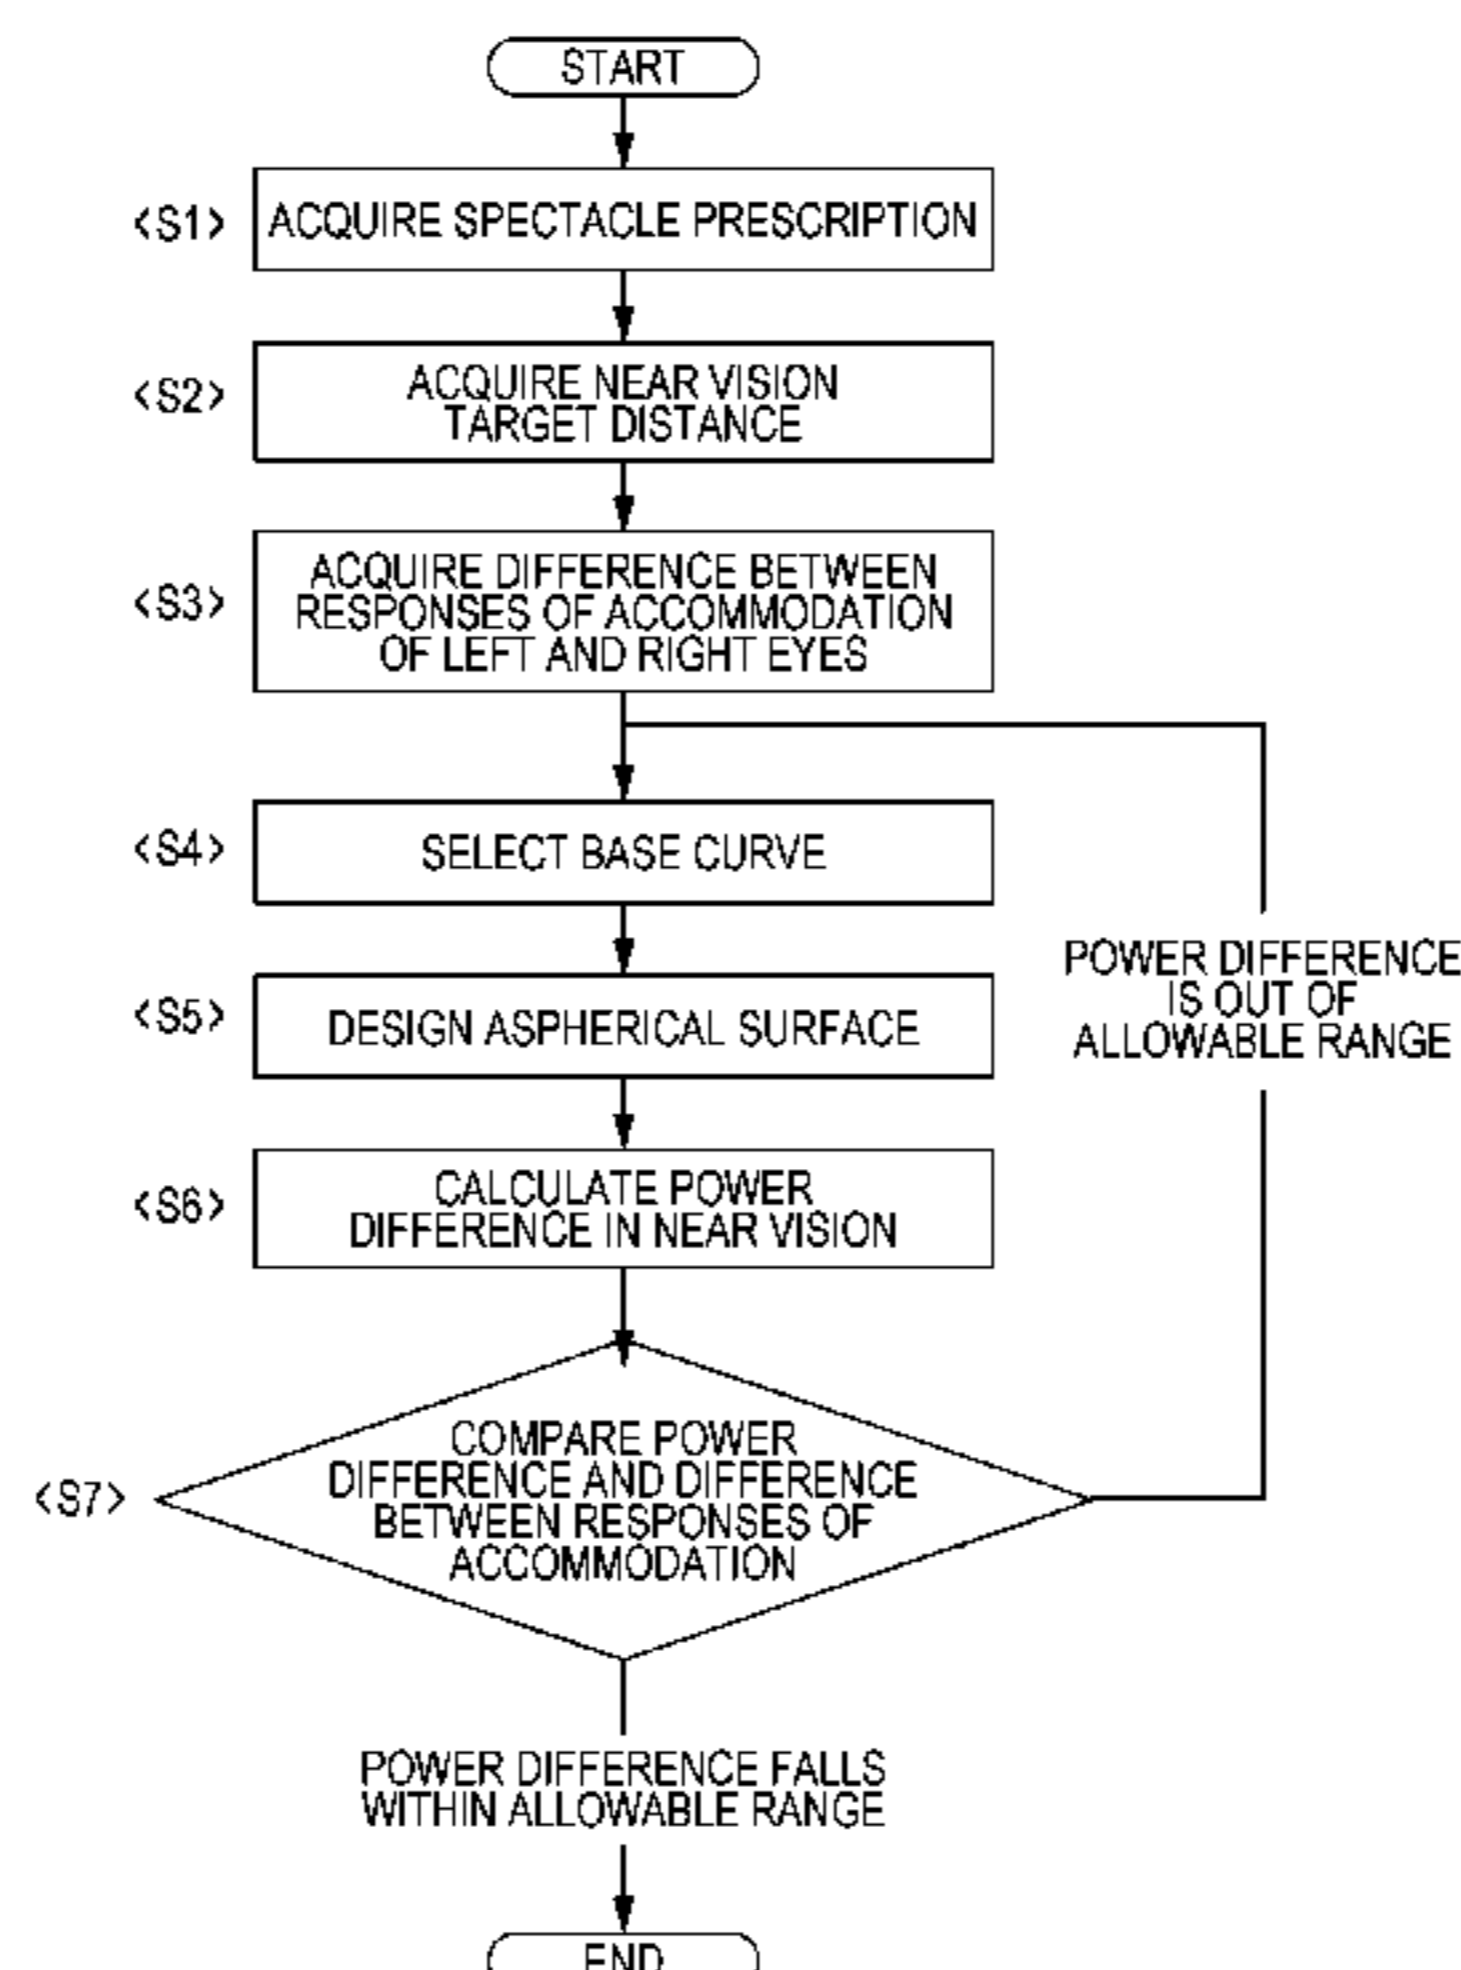 START
<S1>
ACQUIRE SPECTACLE PRESCRIPTION
<S2>
ACQUIRE NEAR VISION
TARGET DISTANCE
<S3>
ACQUIRE DIFFERENCE BETWEEN
RESPONSES OF ACCOMMODATION
OF LEFT AND RIGHT EYES
<S4>
SELECT BASE CURVE
<S5>
DESIGN ASPHERICAL SURFACE
POWER DIFFERENCE
IS OUT OF
ALLOWABLE RANGE
<S6>
CALCULATE POWER
DIFFERENCE IN NEAR VISION
<S7>
COMPARE POWER
DIFFERENCE AND DIFFERENCE
BETWEEN RESPONSES OF
ACCOMMODATION
POWER DIFFERENCE FALLS
WITHIN ALLOWABLE RANGE
END